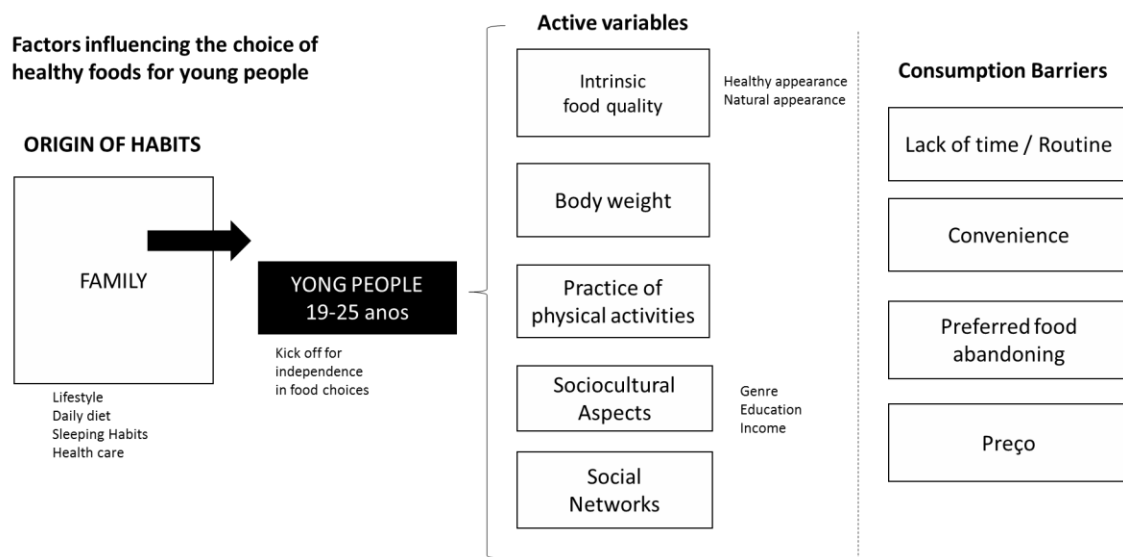 Factors influencing the choice of
healthy foods for young people
ORIGIN OF HABITS
FAMILY
Lifestyle
Daily diet
Sleeping Habits
Health care
YONG PEOPLE
19-25 anos
Kick off for
independence
in food choices
Active variables
Intrinsic
food quality
Healthy appearance
Natural appearance
Body weight
Practice of
physical activities
Sociocultural
Aspects
Genre
Education
Income
Social
Networks
Consumption Barriers
Lack of time / Routine
Convenience
Preferred food
abandoning
Preço